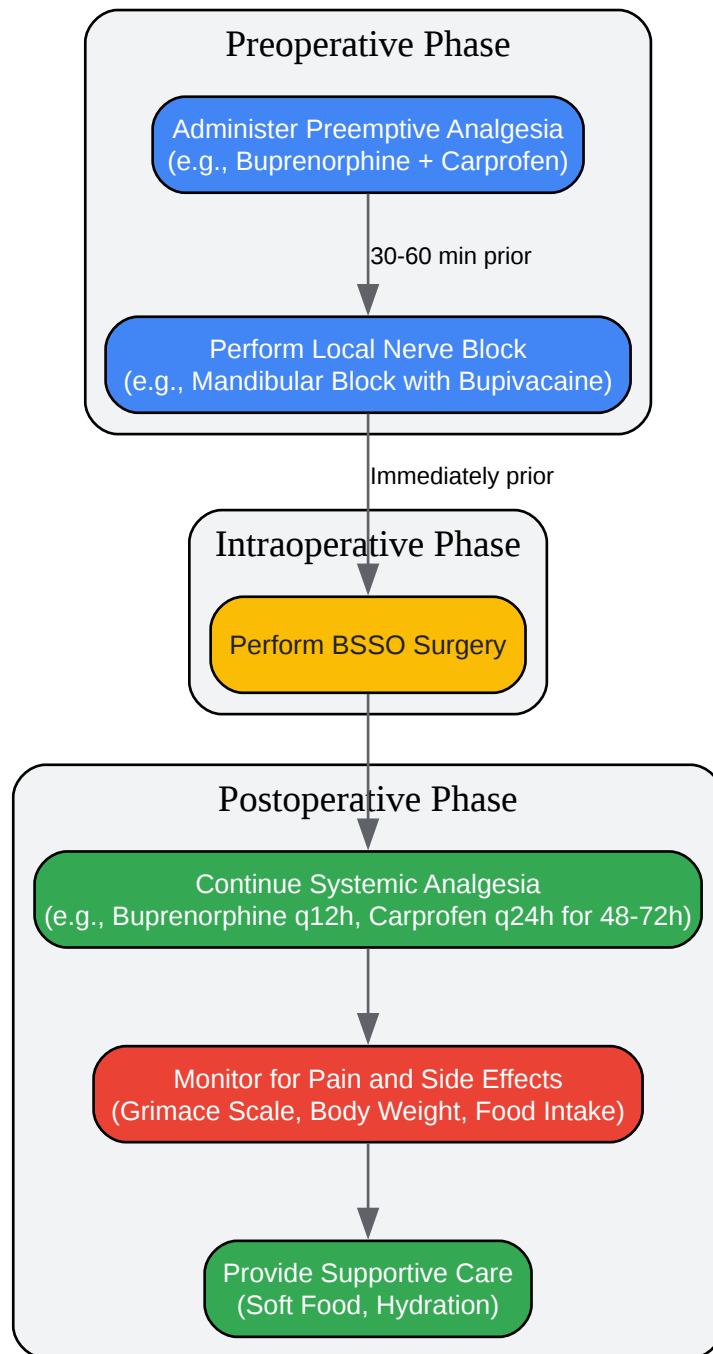 Preoperative Phase
Administer Preemptive Analgesia
(e.g., Buprenorphine + Carprofen)
30-60 min prior
Perform Local Nerve Block
(e.g., Mandibular Block with Bupivacaine)
Immediately prior
Intraoperative Phase
Perform BSSO Surgery
Postoperative Phase
Continue Systemic Analgesia
(e.g., Buprenorphine q12h, Carprofen q24h for 48-72h)
Monitor for Pain and Side Effects
(Grimace Scale, Body Weight, Food Intake)
Provide Supportive Care
(Soft Food, Hydration)